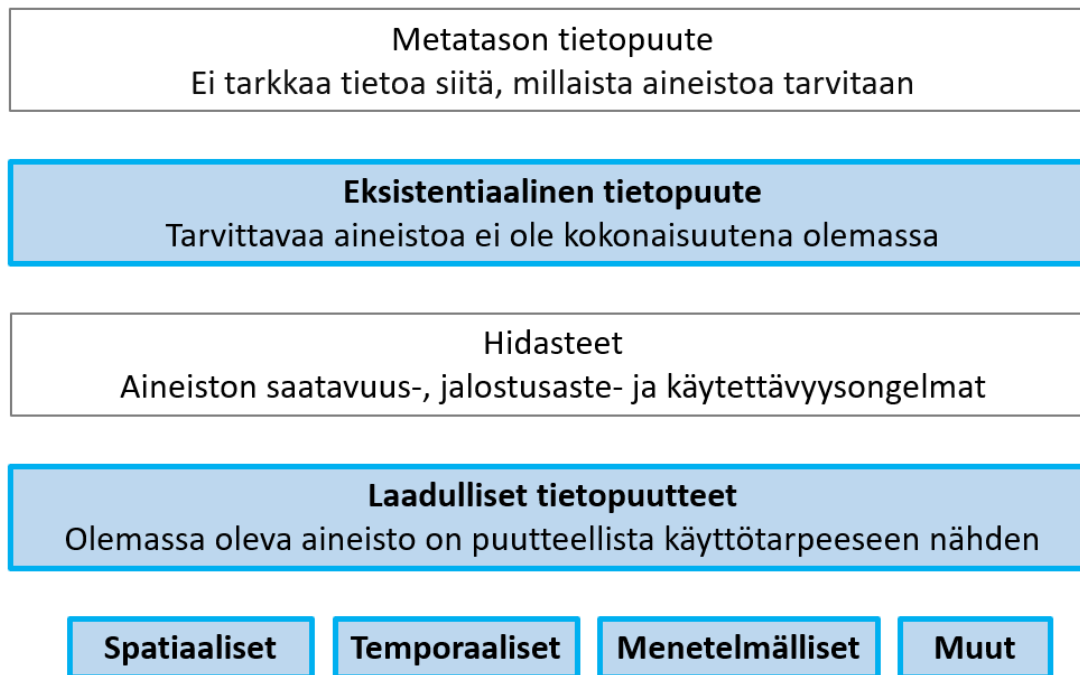 Metatason tietopuute
Ei tarkkaa tietoa siitä, millaista aineistoa tarvitaan
Eksistentiaalinen tietopuute
Tarvittavaa aineistoa ei ole kokonaisuutena olemassa
Hidasteet
Aineiston saatavuus-, jalostusaste- ja käytettävyysongelmat
Laadulliset tietopuutteet
Olemassa oleva aineisto on puutteellista käyttötarpeeseen nähden
Spatiaaliset Temporaaliset Menetelmälliset Muut